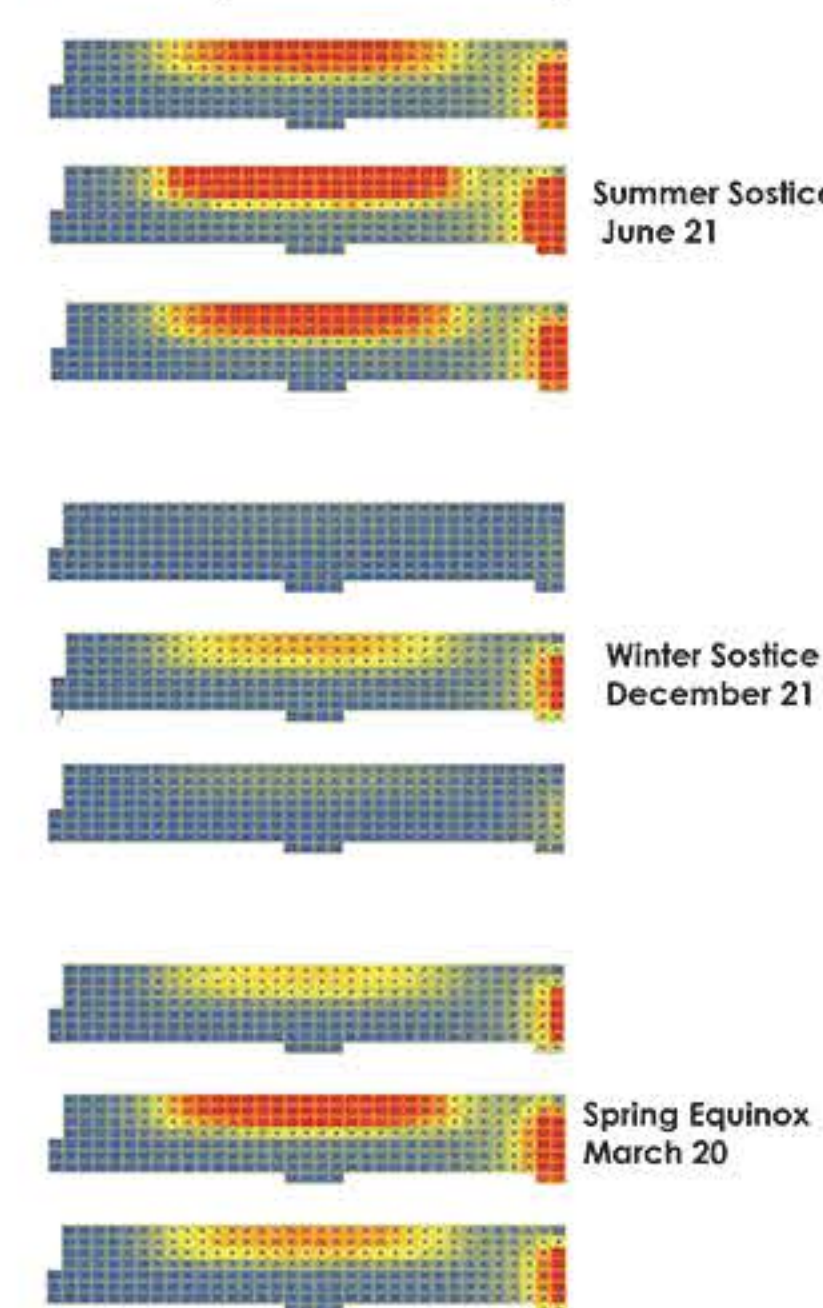 Summer Sostice
June 21
Winter Sostice
December 21
Spring Equinox
March 20